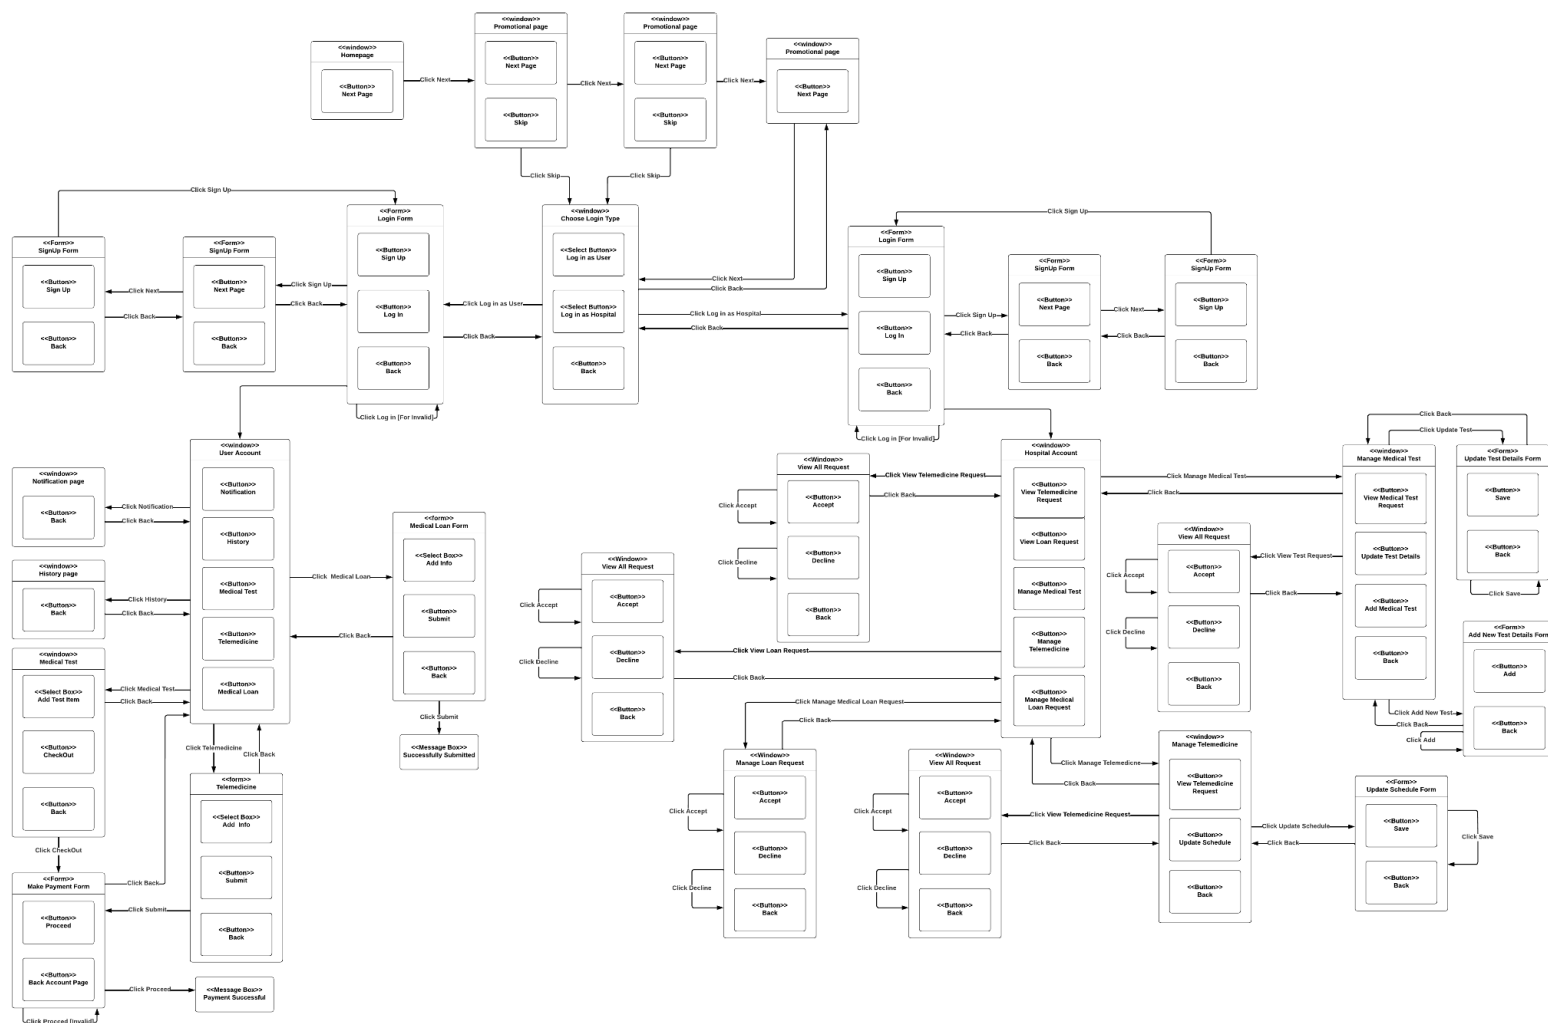 <<window>>
Homepage
<<Button>>
Next Page
Click Next
<<window>>
Promotional page
<<Button>>
Next Page
<<Button>>
Skip
Click Next
<<window>>
Promotional page
<<Button>>
Next Page
<<Button>>
Skip
Click Next
<<window>>
Promotional page
<<Button>>
Next Page
Click Skip
Click Skip
Click Sign Up
<<Form>>
SignUp Form
<<Button>>
Sign Up
<<Button>>
Back
Click Next
Click Back
<<Form>>
SignUp Form
<<Button>>
Next Page
<<Button>>
Back
Click Sign Up
Click Back
<<Form>>
Login Form
<<Button>>
Sign Up
<<Button>>
Log In
<<Button>>
Back
Click Log in [For Invalid]
Click Log in as User
Click Back
<<window>>
Choose Login Type
<<Select Button>>
Log in as User
<<Select Button>>
Log in as Hospital
<<Button>>
Back
Click Next
Click Back
Click Log in as Hospital
Click Back
Click Sign Up
<<Form>>
Login Form
<<Button>>
Sign Up
<<Button>>
Log In
<<Button>>
Back
Click Log in [For Invalid]
Click Sign Up
Click Back
<<Form>>
SignUp Form
<<Button>>
Next Page
<<Button>>
Back
Click Next
Click Back
<<Form>>
SignUp Form
<<Button>>
Sign Up
<<Button>>
Back
<<window>>
User Account
<<Button>>
Notification
<<Button>>
History
<<Button>>
Medical Test
<<Button>>
Telemedicine
<<Button>>
Medical Loan
<<window>>
Notification page
<<Button>>
Back
Click Notification
Click Back
<<window>>
History page
<<Button>>
Back
Click History
Click Back
<<window>>
Medical Test
<<Select Box>>
Add Test Item
<<Button>>
CheckOut
<<Button>>
Back
Click Medical Test
Click Back
Click Telemedicine
Click Back
Click CheckOut
<<form>>
Telemedicine
<<Select Box>>
Add Info
<<Button>>
Submit
<<Button>>
Back
<<Form>>
Make Payment Form
<<Button>>
Proceed
<<Button>>
Back Account Page
Click Back
Click Submit
Click Proceed
<<Message Box>>
Payment Successful
Click Proceed [Invalid]
Click Medical Loan
Click Back
<<form>>
Medical Loan Form
<<Select Box>>
Add Info
<<Button>>
Submit
<<Button>>
Back
Click Submit
<<Message Box>>
Successfully Submitted
<<Window>>
View All Request
<<Button>>
Accept
<<Button>>
Decline
<<Button>>
Back
Click Accept
Click Decline
<<Window>>
View All Request
<<Button>>
Accept
<<Button>>
Decline
<<Button>>
Back
Click Accept
Click Decline
Click View Telemedicine Request
Click Back
Click View Loan Request
Click Back
Click Manage Medical Loan Request
Click Back
<<window>>
Hospital Account
<<Button>>
View Telemedicine
Request
<<Button>>
View Loan Request
<<Button>>
Manage Medical Test
<<Button>>
Manage
Telemedicine
<<Button>>
Manage Medical
Loan Request
Click Manage Medical Test
Click Back
<<Window>>
View All Request
<<Button>>
Accept
<<Button>>
Decline
<<Button>>
Back
Click Accept
Click Decline
Click View Test Request
Click Back
Click Back
Click Update Test
<<window>>
Manage Medical Test
<<Button>>
View Medical Test
Request
<<Button>>
Update Test Details
<<Button>>
Add Medical Test
<<Button>>
Back
<<Form>>
Update Test Details Form
<<Button>>
Save
<<Button>>
Back
Click Save
<<Form>>
Add New Test Details Form
<<Button>>
Add
<<Button>>
Back
Click Add New Test
Click Back
Click Add
<<Window>>
Manage Loan Request
<<Button>>
Accept
<<Button>>
Decline
<<Button>>
Back
Click Accept
Click Decline
<<Window>>
View All Request
<<Button>>
Accept
<<Button>>
Decline
<<Button>>
Back
Click Accept
Click Decline
Click Manage Telemedicne
Click Back
Click View Telemedicine Request
Click Back
<<window>>
Manage Telemedicine
<<Button>>
View Telemedicine
Request
<<Button>>
Update Schedule
<<Button>>
Back
Click Update Schedule
Click Back
<<Form>>
Update Schedule Form
<<Button>>
Save
<<Button>>
Back
Click Save